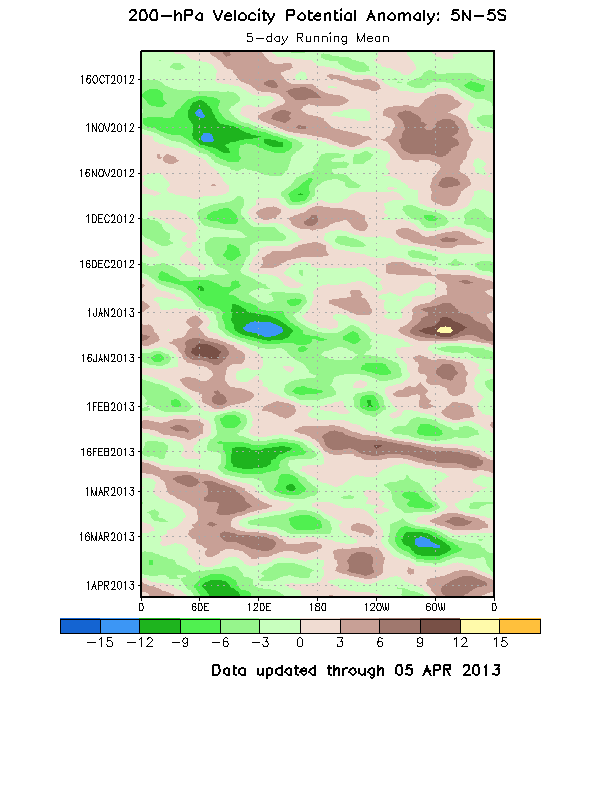 200-hPa Velocity Potential Anomaly: 5N-5S
5-day Running Mean
16OCT2012
1NOV2012
16NOV2012
1DEC2012
16DEC2012
1JAN2013
16JAN2013
1FEB2013
16FEB2013
1MAR2013
16MAR2013
1APR2013
0 60E 120E 180 120W 60W 0
-15 -12 -9 -6 -3 0 3 6 9 12 15
Data updated through 05 APR 2013